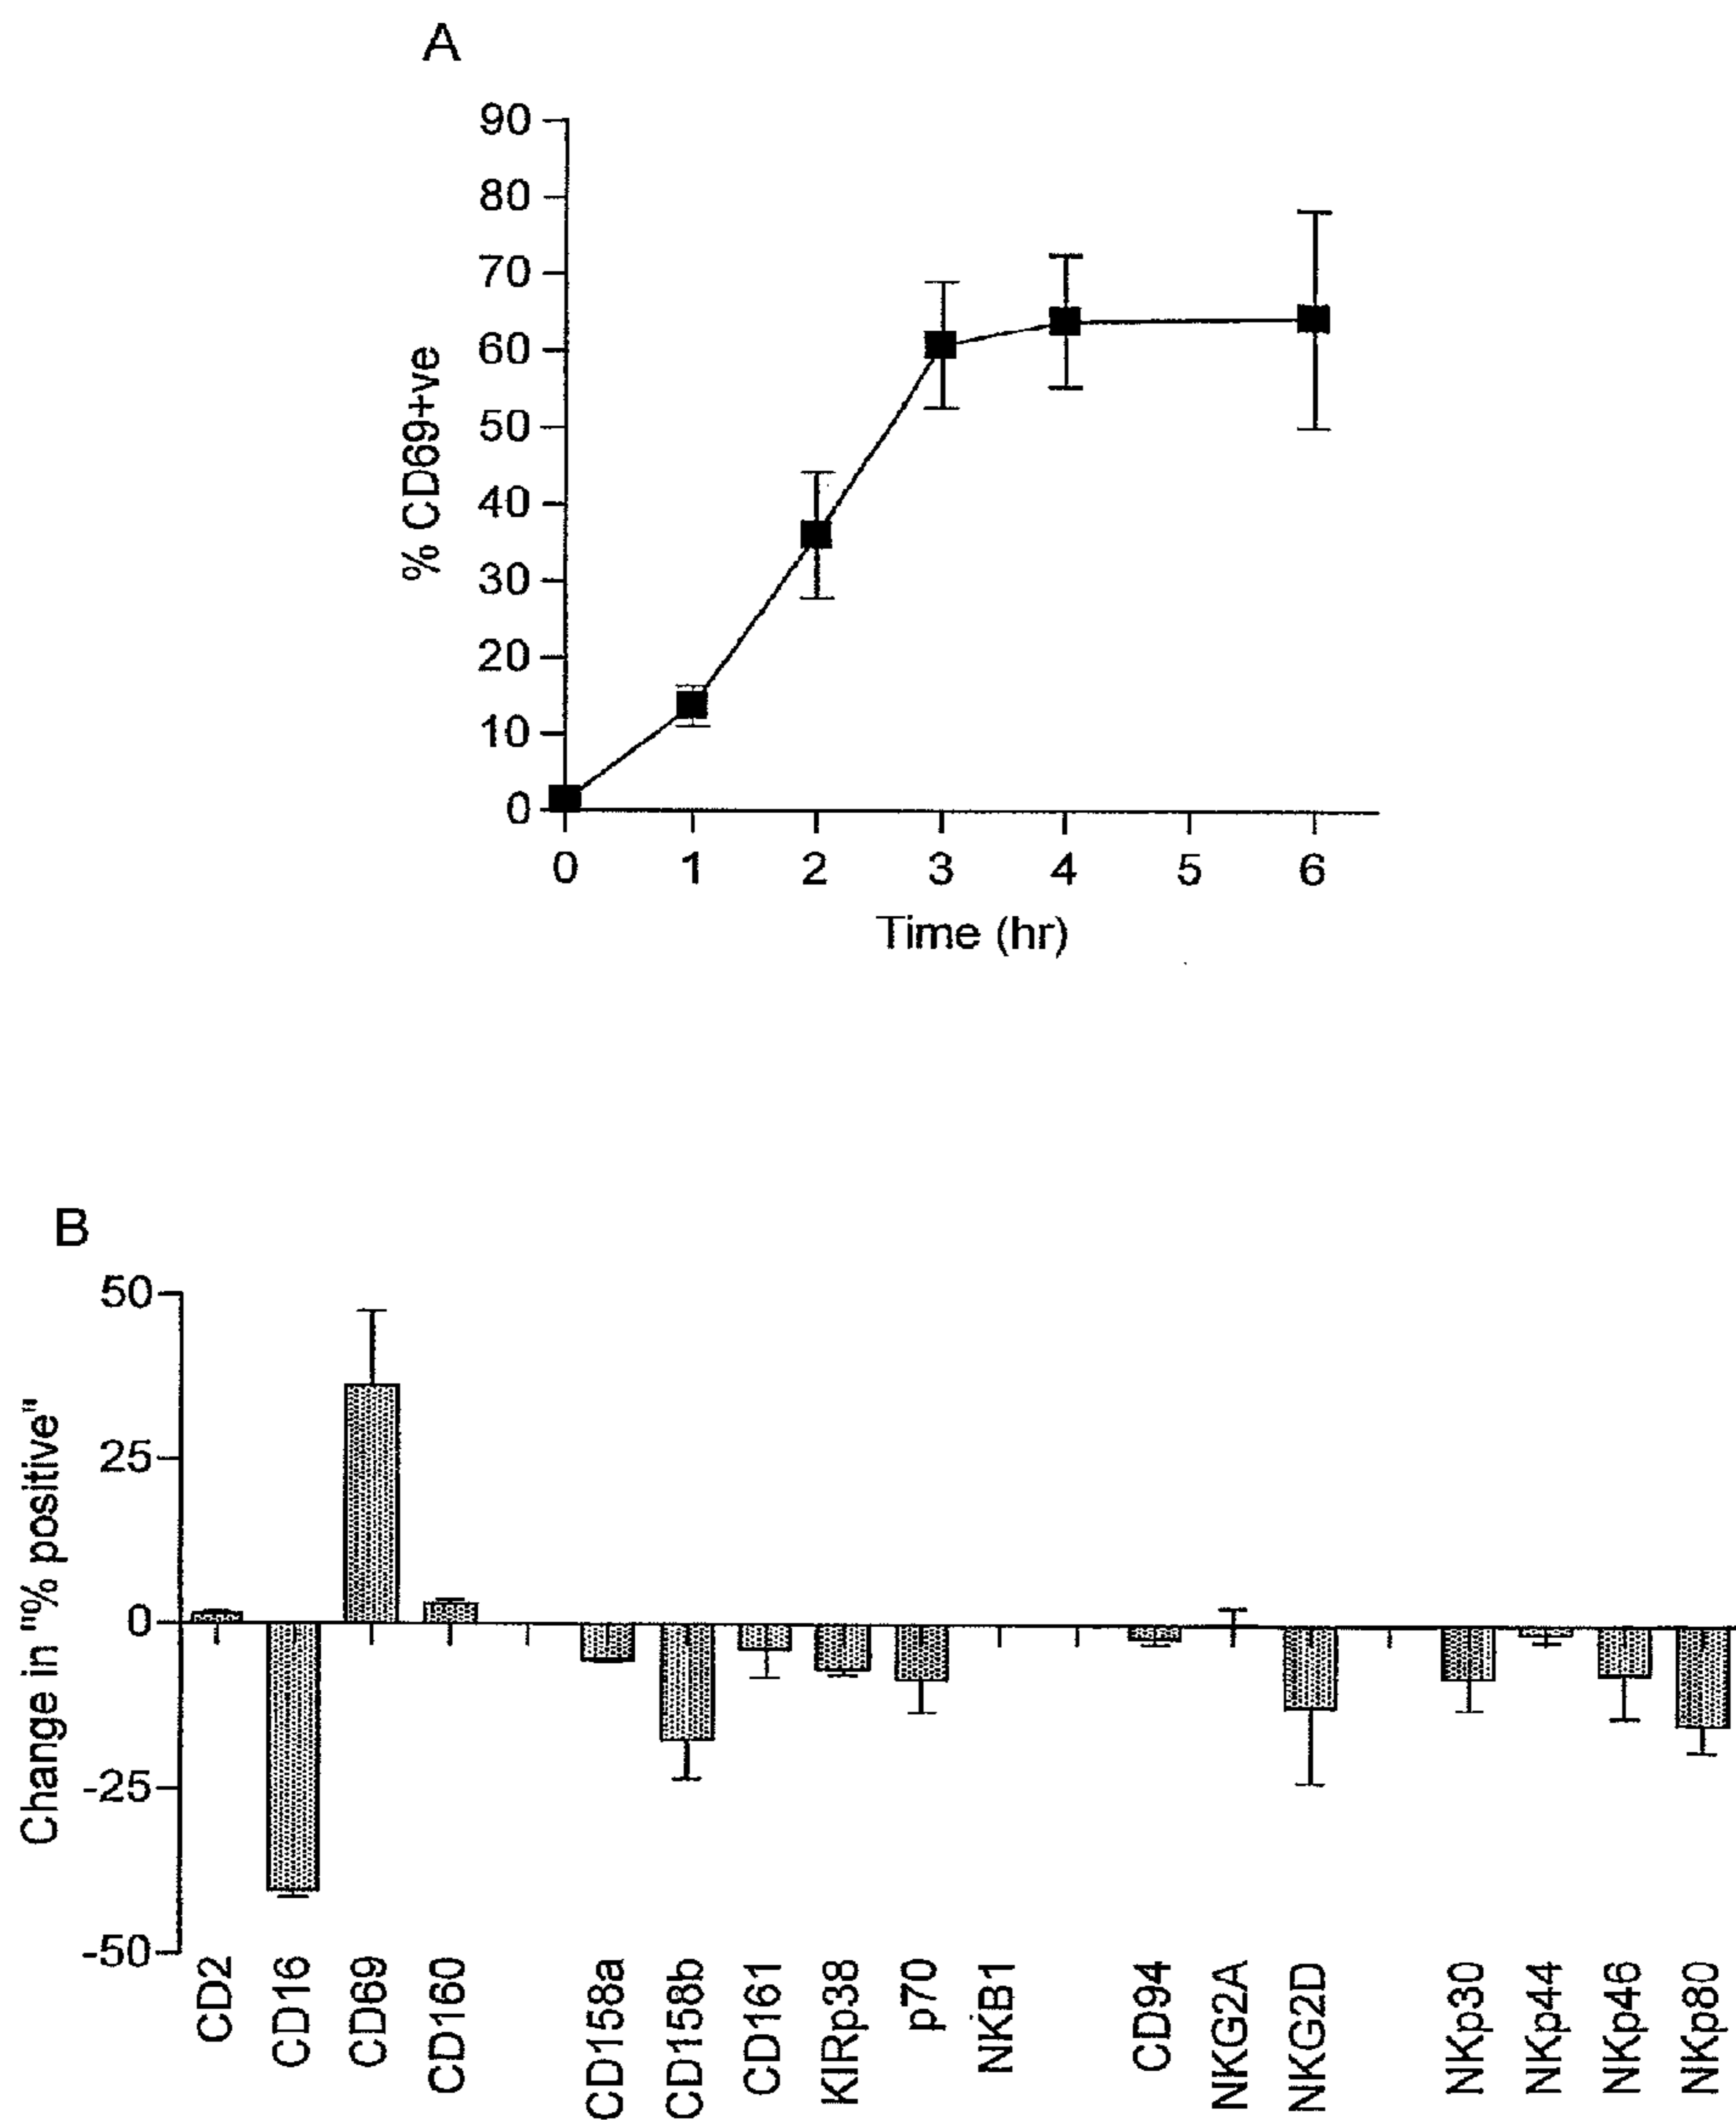 A
90
80
70
60
50
40
30
20
10
0
% CD69+ve
0 1 2 3 4 5 6
Time (hr)
B
50
25
0
-25
-50
Change in "% positive"
CD2 CD16 CD69 CD160 CD158a CD158b CD161 KIRp38 p70 NKB1 CD94 NKG2A NKG2D NKp30 NKp44 NKp46 NKp80